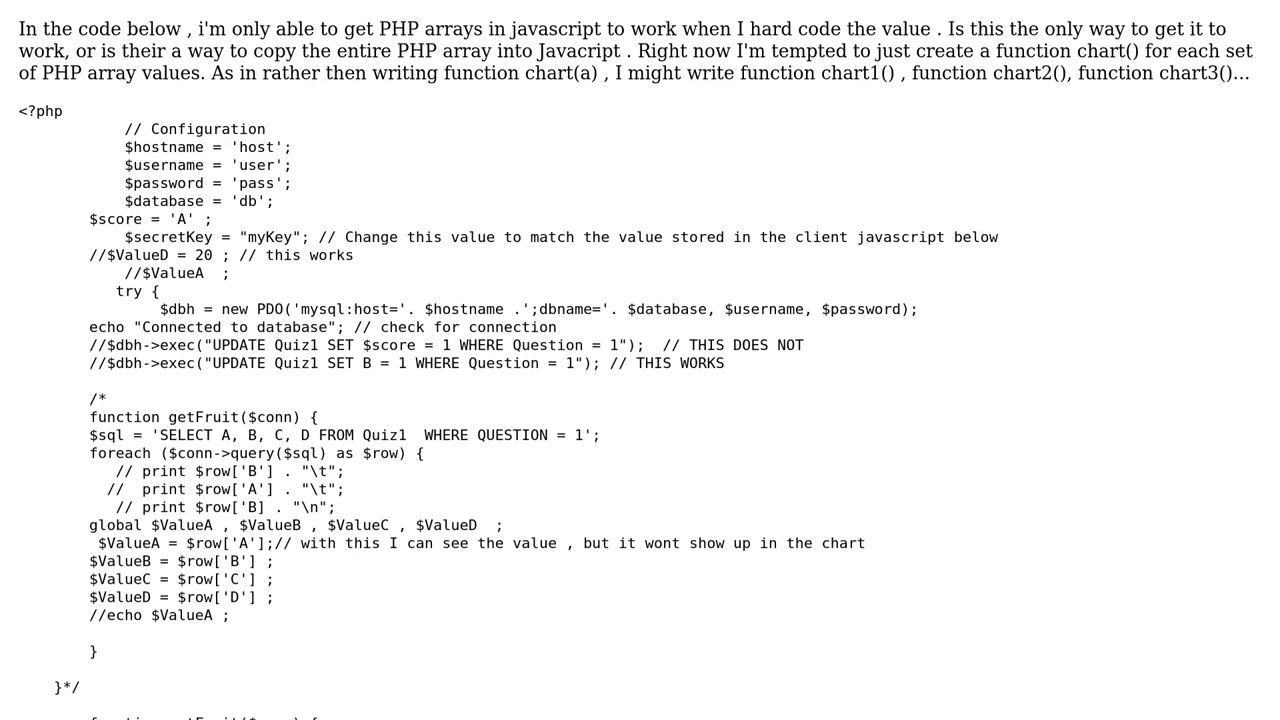 In the code below , i'm only able to get PHP arrays in javascript to work when I hard code the value . Is this the only way to get it to
work, or is their a way to copy the entire PHP array into Javacript . Right now I'm tempted to just create a function chart() for each set
of PHP array values. As in rather then writing function chart(a) , I might write function chart1() , function chart2(), function chart3()...
<?php
// Configuration
$hostname = 'host';
$username = 'user';
$password = 'pass';
$database = 'db';
$score = 'A' ;
$secretKey = "myKey"; // Change this value to match the value stored in the client javascript below
//$ValueD = 20 ; // this works
//$ValueA  ;
try {
$dbh = new PDO('mysql:host='. $hostname .';dbname='. $database, $username, $password);
echo "Connected to database"; // check for connection
//$dbh->exec("UPDATE Quiz1 SET $score = 1 WHERE Question = 1");  // THIS DOES NOT
//$dbh->exec("UPDATE Quiz1 SET B = 1 WHERE Question = 1"); // THIS WORKS
/*
function getFruit($conn) {
$sql = 'SELECT A, B, C, D FROM Quiz1  WHERE QUESTION = 1';
foreach ($conn->query($sql) as $row) {
// print $row['B'] . "\t";
//  print $row['A'] . "\t";
// print $row['B] . "\n";
global $ValueA , $ValueB , $ValueC , $ValueD  ;
$ValueA = $row['A'];// with this I can see the value , but it wont show up in the chart
$ValueB = $row['B'] ;
$ValueC = $row['C'] ;
$ValueD = $row['D'] ;
//echo $ValueA ;
}
}*/